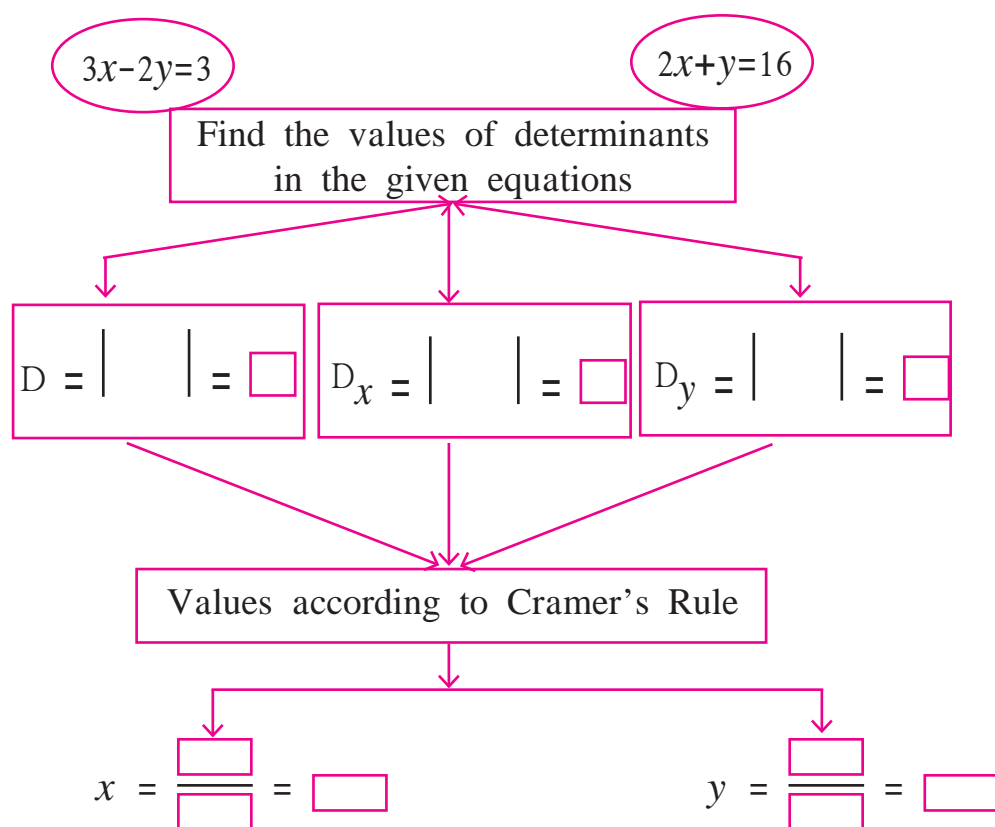 3x-2y=3
2x+y=16
Find the values of determinants
in the given equations
D = | | =
Dx = | | =
Dy = | | =
Values according to Cramer’s Rule
x = =
y = =